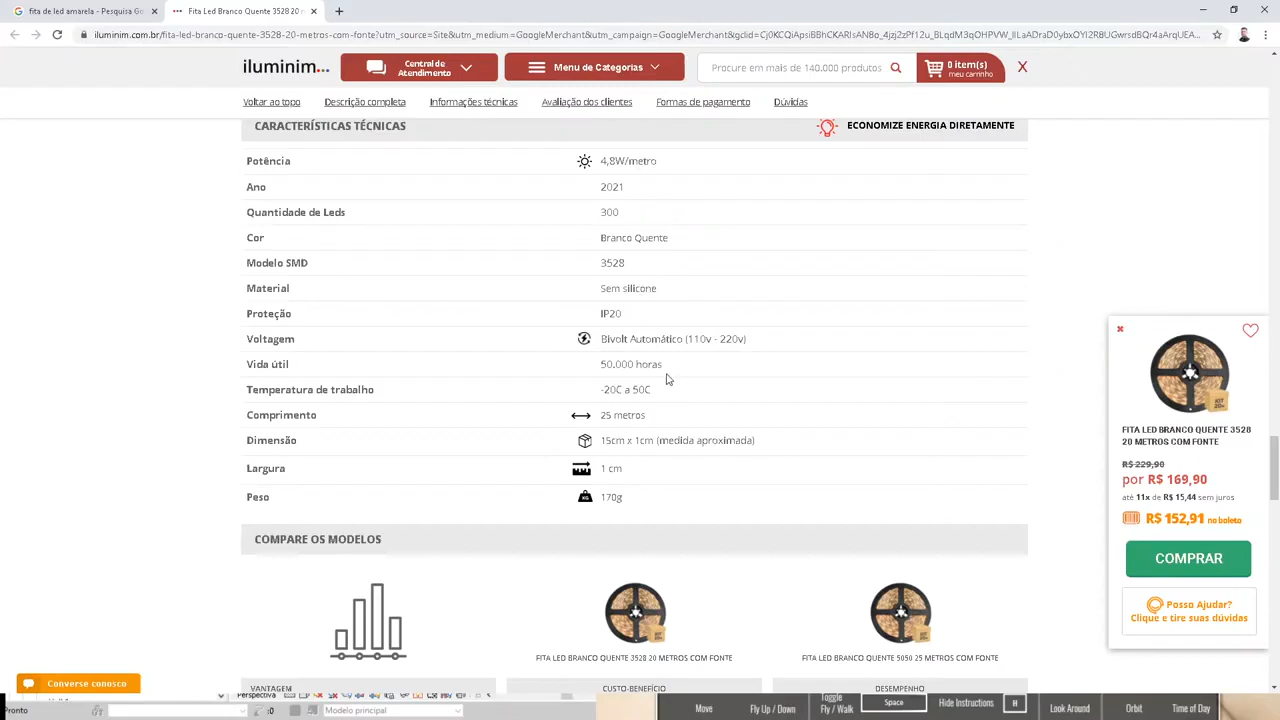 fita de led amarela - Pesquisa Go
Fita Led Branco Quente 3528 20 m
iluminim.com.br/fita-led-branco-quente-3528-20-metros-com-fonte?utm_source=Site&utm_medium=GoogleMerchant&utm_campaign=GoogleMerchant&gclid=
iluminim...
Central de Atendimento
Menu de Categorias
Procure em mais de 140.000 produtos
0 item(s)
meu carrinho
X
Voltar ao topo
Descrição completa
Informações técnicas
Avaliação dos clientes
Formas de pagamento
Dúvidas
CARACTERÍSTICAS TÉCNICAS
ECONOMIZE ENERGIA DIRETAMENTE
Potência 4,8W/metro
Ano 2021
Quantidade de Leds 300
Cor Branco Quente
Modelo SMD 3528
Material Sem silicone
Proteção IP20
Voltagem Bivolt Automático (110v - 220v)
Vida útil 50.000 horas
Temperatura de trabalho -20C a 50C
Comprimento 25 metros
Dimensão 15cm x 1cm (medida aproximada)
Largura 1 cm
Peso 170g
COMPARE OS MODELOS
FITA LED BRANCO QUENTE 3528 20 METROS COM FONTE
FITA LED BRANCO QUENTE 5050 25 METROS COM FONTE
VANTAGEM
CUSTO-BENEFÍCIO
DESEMPENHO
FITA LED BRANCO QUENTE 3528
20 METROS COM FONTE
R$ 229,90
por R$ 169,90
até 11x de R$ 15,44 sem juros
R$ 152,91 no boleto
COMPRAR
Posso Ajudar?
Clique e tire suas dúvidas
Converse conosco
Perspectiva
Pronto
:0
Modelo principal
Move
Fly Up/Down
Toggle
Fly / Walk
Space
Hide Instructions
H
Look Around
Orbit
Time of Day